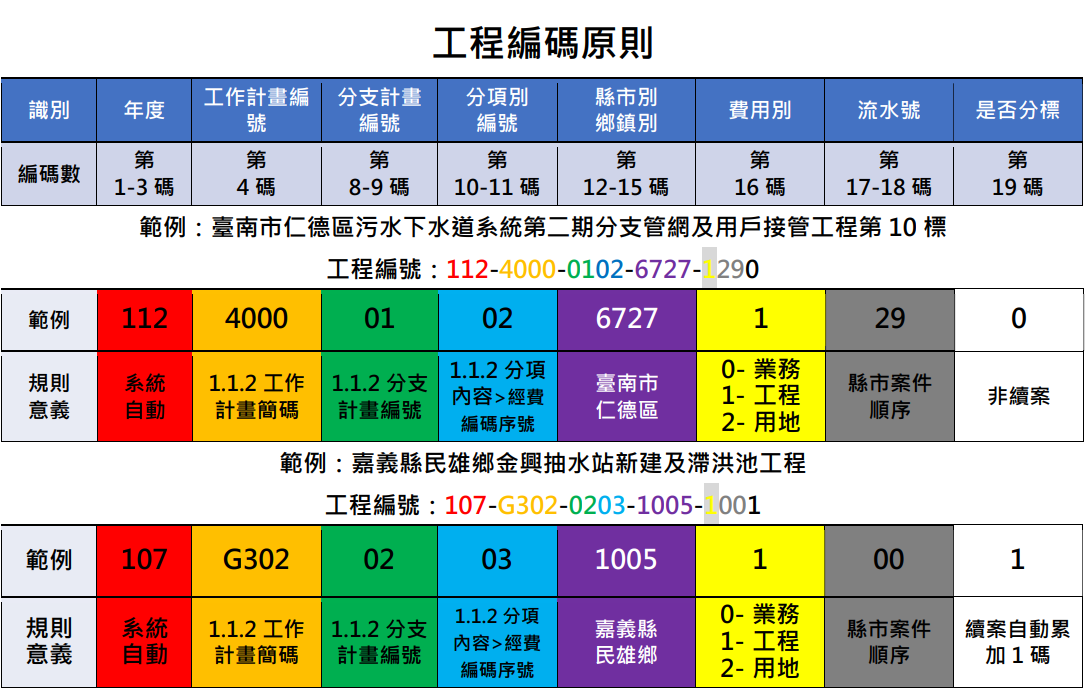 工程編碼原則
識別 年度 工作計畫編號 分支計畫編號 分項別編號 縣市別鄉鎮別 費用別 流水號 是否分標
編碼數 第1-3 碼 第4 碼 第8-9 碼 第10-11 碼 第12-15 碼 第16 碼 第17-18 碼 第19 碼
範例：臺南市仁德區污水下水道系統第二期分支管網及用戶接管工程第 10 標
工程編號：112-4000-0102-6727-1290
範例 112 4000 01 02 6727 1 29 0
規則意義 系統自動 1.1.2 工作計畫簡碼 1.1.2 分支計畫編號 1.1.2 分項內容>經費編碼序號 臺南市仁德區 0- 業務 1- 工程 2- 用地 縣市案件順序 非續案
範例：嘉義縣民雄鄉金興抽水站新建及滯洪池工程
工程編號：107-G302-0203-1005-1001
範例 107 G302 02 03 1005 1 00 1
規則意義 系統自動 1.1.2 工作計畫簡碼 1.1.2 分支計畫編號 1.1.2 分項內容>經費編碼序號 嘉義縣民雄鄉 0- 業務 1- 工程 2- 用地 縣市案件順序 續案自動累加 1 碼